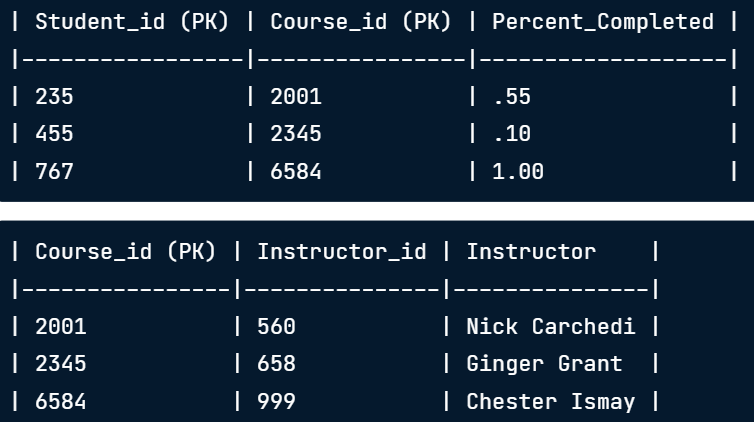 | Student_id (PK) | Course_id (PK) | Percent_Completed |
|-----------------|----------------|-------------------|
| 235             | 2001           | .55               |
| 455             | 2345           | .10               |
| 767             | 6584           | 1.00              |
| Course_id (PK) | Instructor_id | Instructor    |
|----------------|---------------|---------------|
| 2001           | 560           | Nick Carchedi |
| 2345           | 658           | Ginger Grant  |
| 6584           | 999           | Chester Ismay |